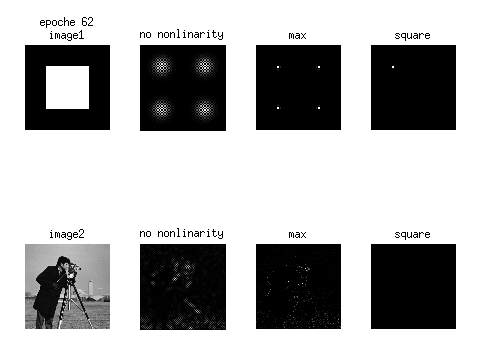 epoche 62
image1
no nonlinarity
max
square
image2
no nonlinarity
max
square